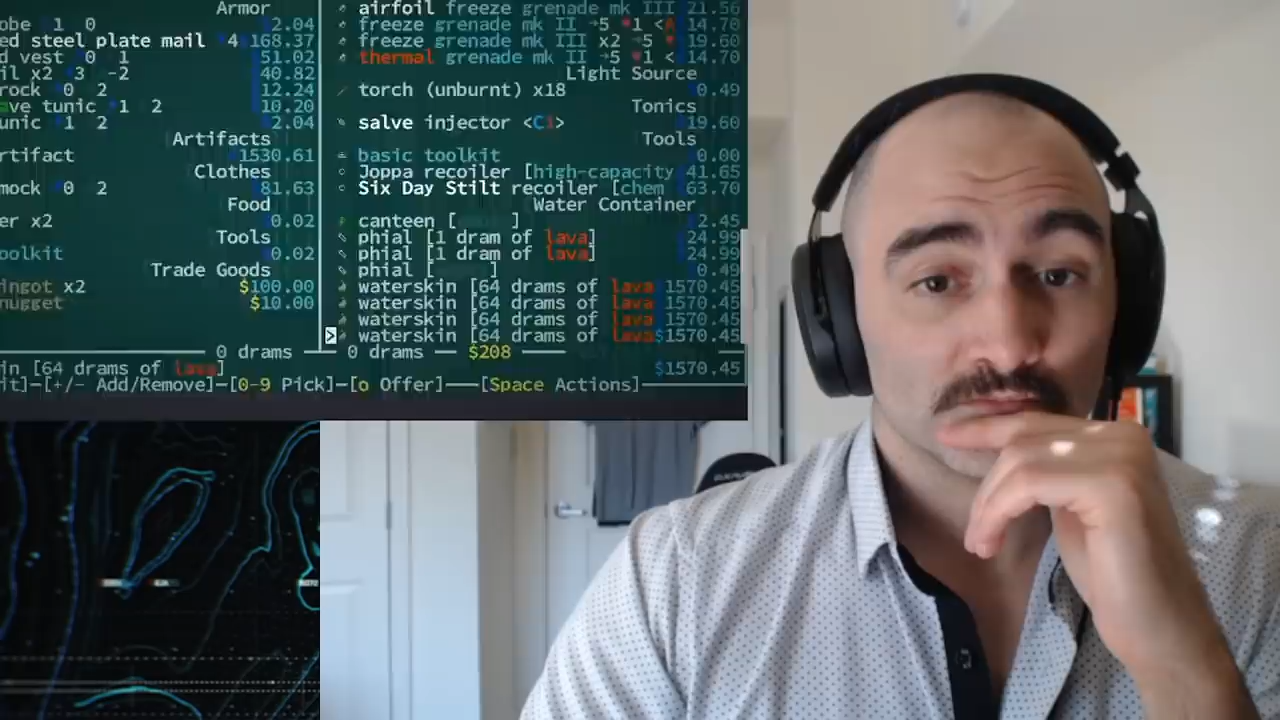 Armor
obe 1 0 2.04
ed steel plate mail 4 168.37
d vest 0 1 51.02
il x2 3 -2 40.82
rock 0 2 12.24
ve tunic 1 2 10.20
unic 1 2 2.04
Artifacts
rtifact 1530.61
Clothes
mock 0 2 81.63
Food
er x2 0.02
Tools
oolkit 0.02
Trade Goods
ingot x2 $100.00
nugget $10.00
airfoil freeze grenade mk III 21.56
freeze grenade mk II →5 ♥1 <A 14.70
freeze grenade mk III x2 →5 ♥ 19.60
thermal grenade mk II →5 ♥1 < 14.70
Light Source
torch (unburnt) x18 0.49
Tonics
salve injector <C1> 19.60
Tools
basic toolkit 0.00
Joppa recoiler [high-capacity 41.65
Six Day Stilt recoiler [chem 63.70
Water Container
canteen [ ] 2.45
phial [1 dram of lava] 24.99
phial [1 dram of lava] 24.99
phial [ ] 0.49
waterskin [64 drams of lava 1570.45
waterskin [64 drams of lava 1570.45
waterskin [64 drams of lava 1570.45
> waterskin [64 drams of lava $1570.45
0 drams 0 drams $208
in [64 drams of lava] $1570.45
it]-[+/- Add/Remove]-[0-9 Pick]-[o Offer]-[Space Actions]